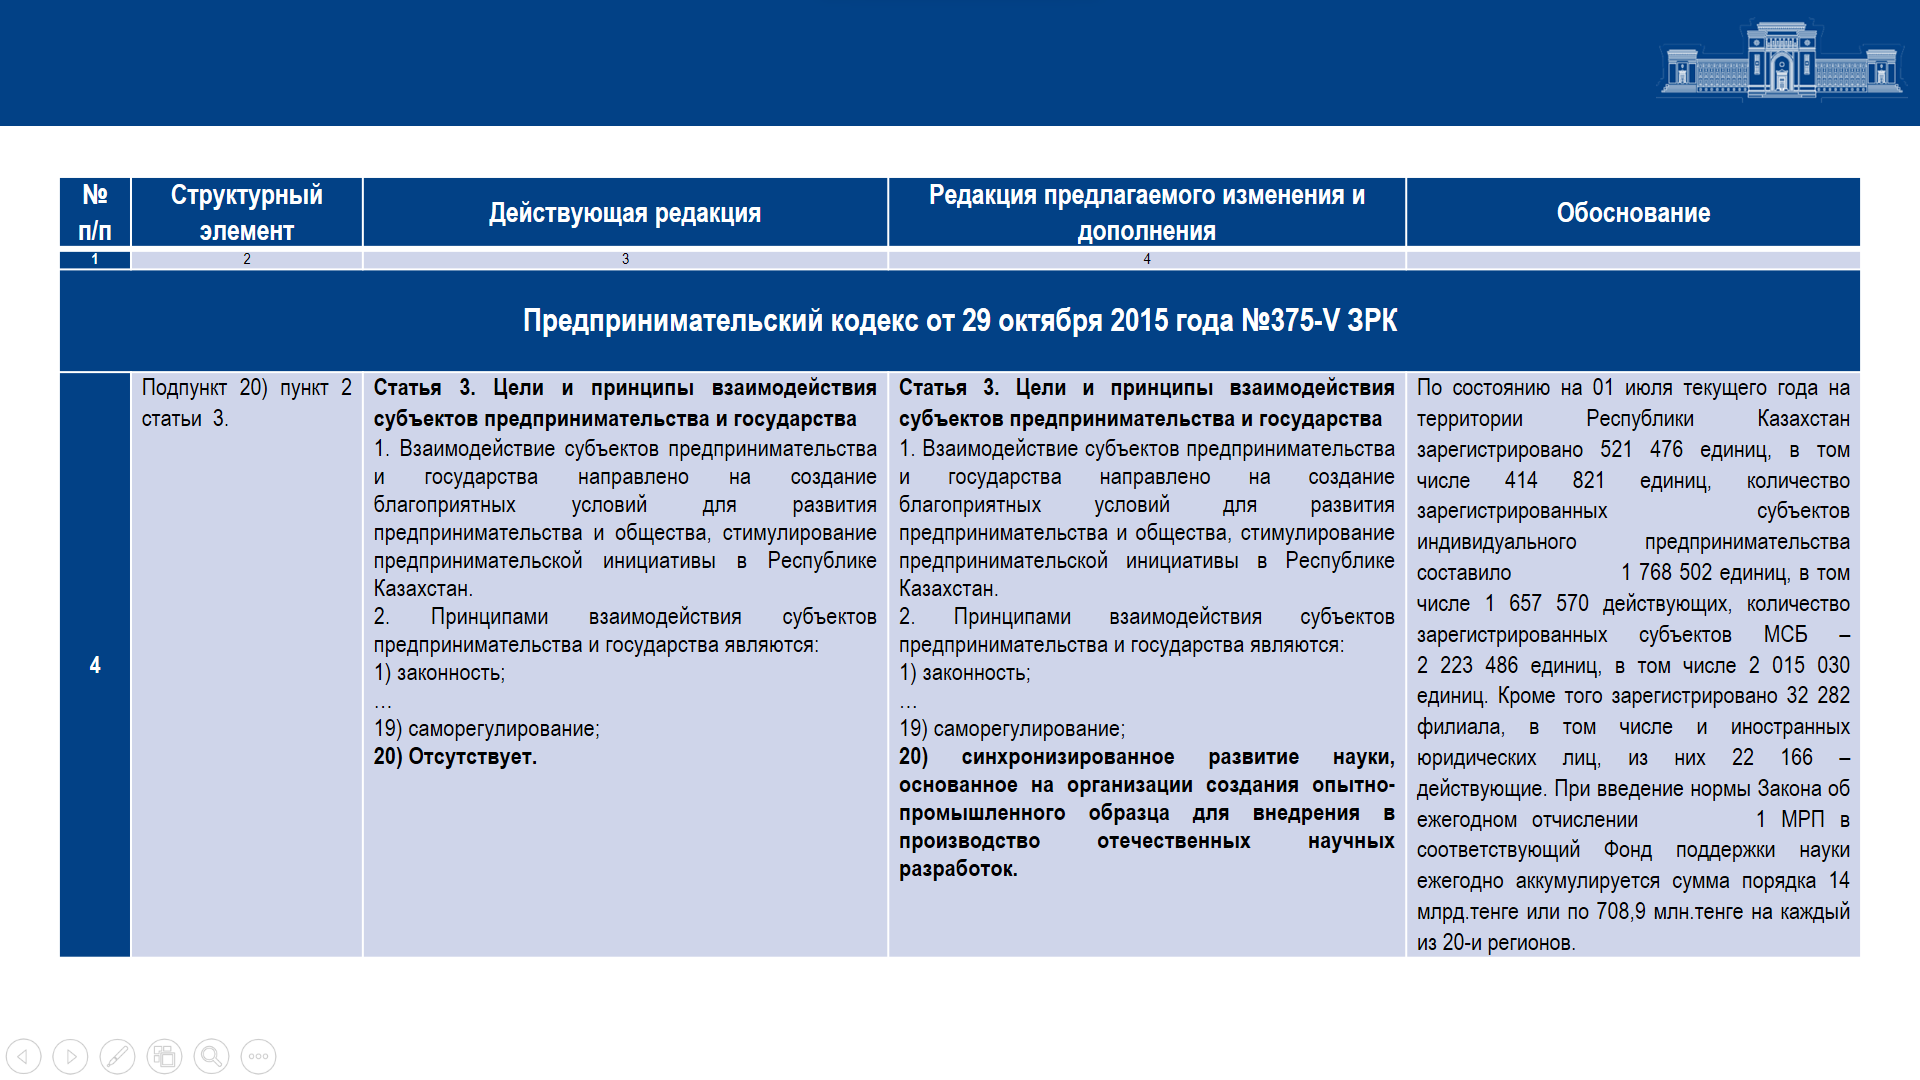 №
п/п
Структурный
элемент
Действующая редакция
Редакция предлагаемого изменения и
дополнения
Обоснование
1
2
3
4
Предпринимательский кодекс от 29 октября 2015 года №375-V ЗРК
4
Подпункт 20) пункт 2
статьи 3.
Статья 3. Цели и принципы взаимодействия
субъектов предпринимательства и государства
1. Взаимодействие субъектов предпринимательства
и государства направлено на создание
благоприятных условий для развития
предпринимательства и общества, стимулирование
предпринимательской инициативы в Республике
Казахстан.
2. Принципами взаимодействия субъектов
предпринимательства и государства являются:
1) законность;
…
19) саморегулирование;
20) Отсутствует.
Статья 3. Цели и принципы взаимодействия
субъектов предпринимательства и государства
1. Взаимодействие субъектов предпринимательства
и государства направлено на создание
благоприятных условий для развития
предпринимательства и общества, стимулирование
предпринимательской инициативы в Республике
Казахстан.
2. Принципами взаимодействия субъектов
предпринимательства и государства являются:
1) законность;
…
19) саморегулирование;
20) синхронизированное развитие науки,
основанное на организации создания опытно-
промышленного образца для внедрения в
производство отечественных научных
разработок.
По состоянию на 01 июля текущего года на
территории Республики Казахстан
зарегистрировано 521 476 единиц, в том
числе 414 821 единиц, количество
зарегистрированных субъектов
индивидуального предпринимательства
составило 1 768 502 единиц, в том
числе 1 657 570 действующих, количество
зарегистрированных субъектов МСБ –
2 223 486 единиц, в том числе 2 015 030
единиц. Кроме того зарегистрировано 32 282
филиала, в том числе и иностранных
юридических лиц, из них 22 166 –
действующие. При введение нормы Закона об
ежегодном отчислении 1 МРП в
соответствующий Фонд поддержки науки
ежегодно аккумулируется сумма порядка 14
млрд.тенге или по 708,9 млн.тенге на каждый
из 20-и регионов.